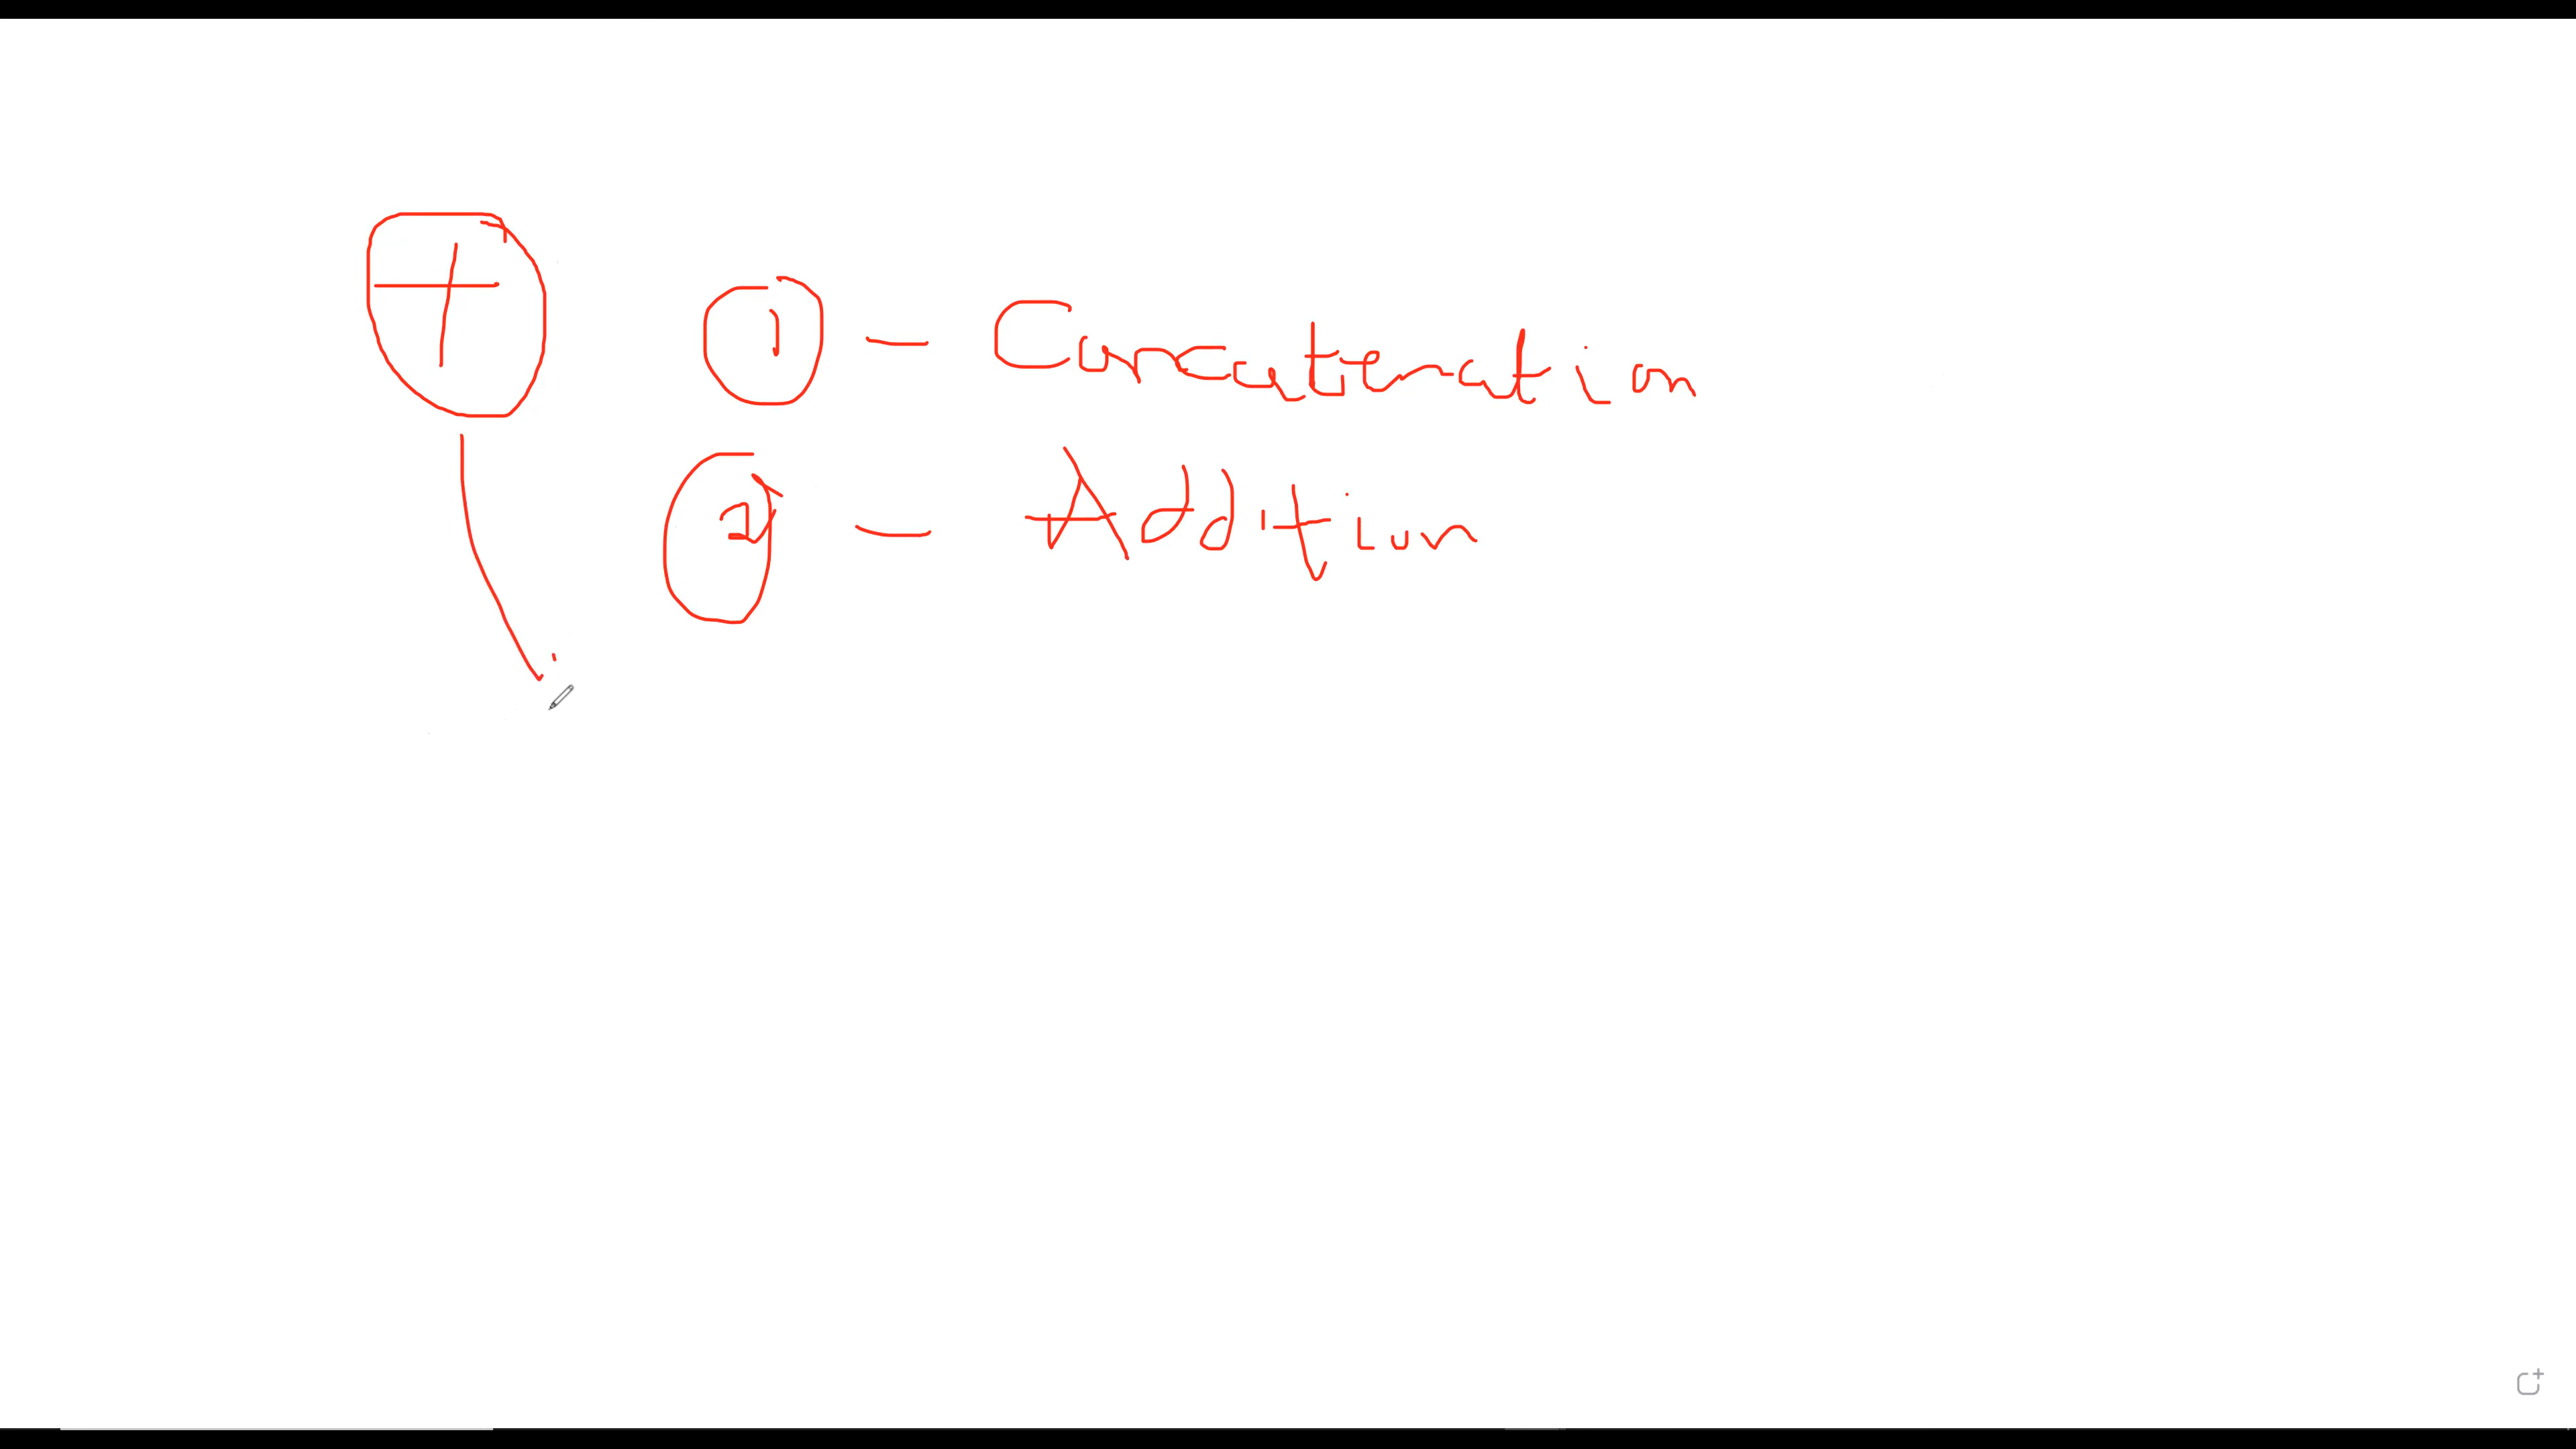 +
1 - Concatenation
2 - Addition